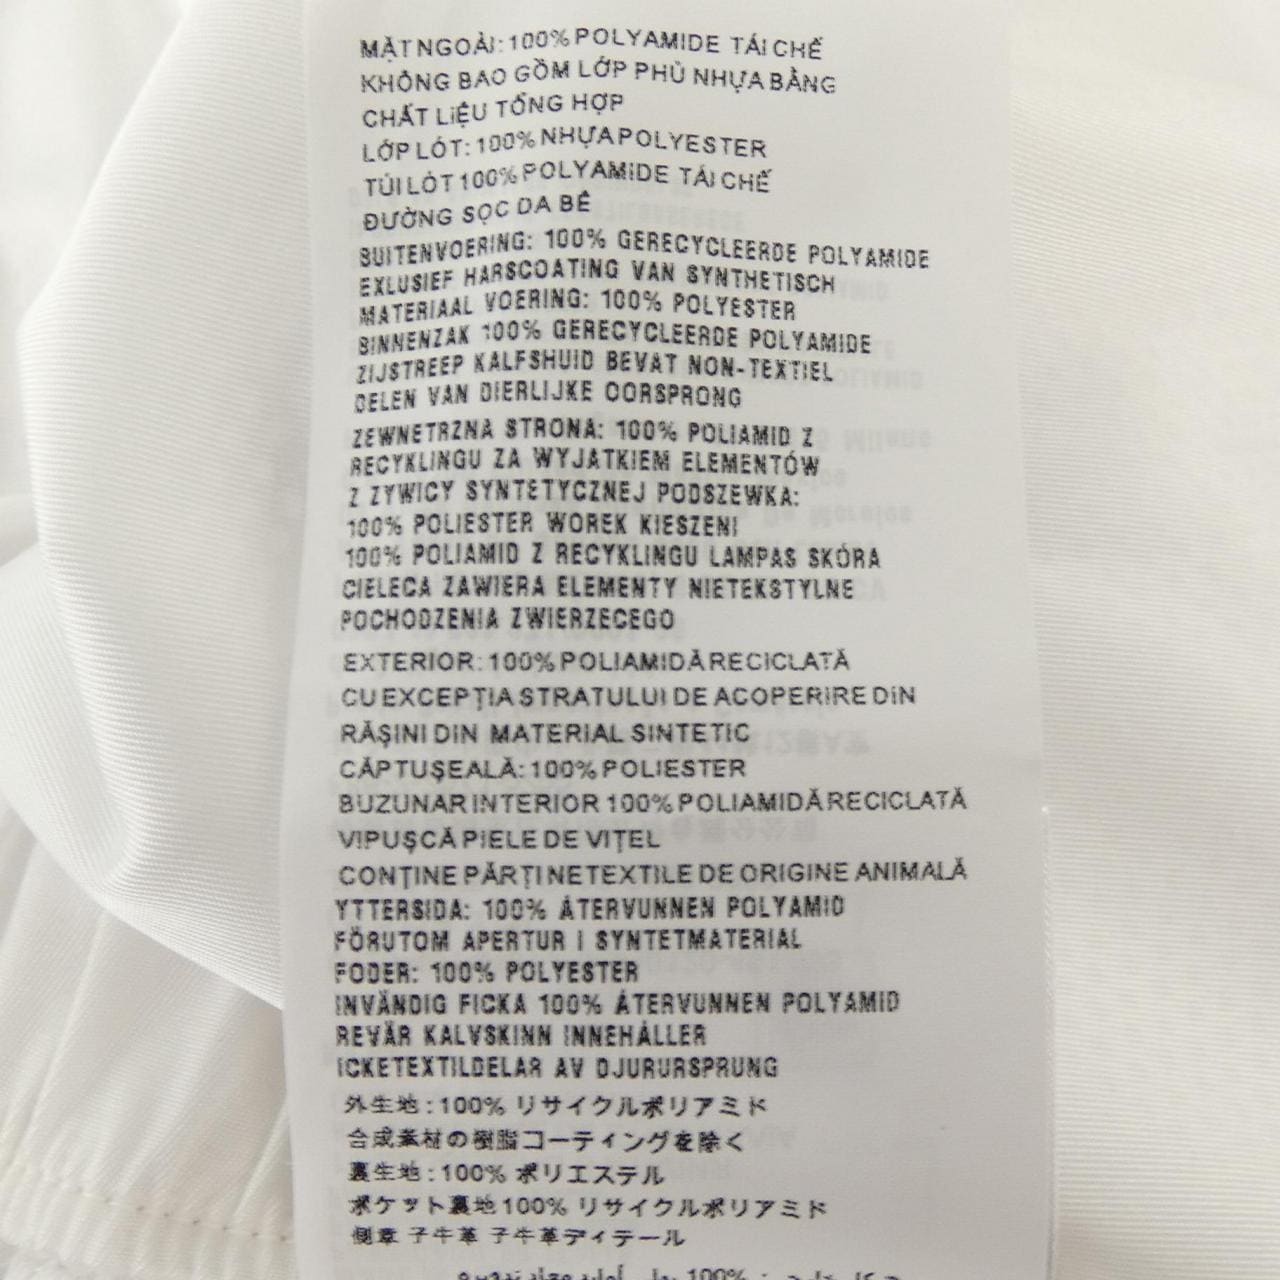 MẶT NGOÀI: 100% POLYAMIDE TÁI CHẾ
KHÔNG BAO GỒM LỚP PHỦ NHỰA BẰNG
CHẤT LIỆU TỔNG HỢP
LỚP LÓT: 100% NHỰA POLYESTER
TÚI LÓT 100% POLYAMIDE TÁI CHẾ
ĐƯỜNG SỌC DA BÊ
BUITENVOERING: 100% GERECYCLEERDE POLYAMIDE
EXLUSIEF HARSCOATING VAN SYNTHETISCH
MATERIAAL VOERING: 100% POLYESTER
BINNENZAK 100% GERECYCLEERDE POLYAMIDE
ZIJSTREEP KALFSHUID BEVAT NON-TEXTIEL
DELEN VAN DIERLIJKE OORSPRONG
ZEWNETRZNA STRONA: 100% POLIAMID Z
RECYKLINGU ZA WYJATKIEM ELEMENTÓW
Z ZYWICY SYNTETYCZNEJ PODSZEWKA:
100% POLIESTER WOREK KIESZENI
100% POLIAMID Z RECYKLINGU LAMPAS SKÓRA
CIELECA ZAWIERA ELEMENTY NIETEKSTYLNE
POCHODZENIA ZWIERZECEGO
EXTERIOR: 100% POLIAMIDĂ RECICLATĂ
CU EXCEPȚIA STRATULUI DE ACOPERIRE DIN
RĂȘINI DIN MATERIAL SINTETIC
CĂPTUȘEALĂ: 100% POLIESTER
BUZUNAR INTERIOR 100% POLIAMIDĂ RECICLATĂ
VIPUȘCĂ PIELE DE VIȚEL
CONȚINE PĂRȚI NETEXTILE DE ORIGINE ANIMALĂ
YTTERSIDA: 100% ÅTERVUNNEN POLYAMID
FÖRUTOM APERTUR I SYNTETMATERIAL
FODER: 100% POLYESTER
INVÄNDIG FICKA 100% ÅTERVUNNEN POLYAMID
REVÄR KALVSKINN INNEHÅLLER
ICKETEXTILDELAR AV DJURURSPRUNG
外生地 : 100% リサイクルポリアミド
合成素材の樹脂コーティングを除く
裏生地 : 100% ポリエステル
ポケット裏地 100% リサイクルポリアミド
側章 子牛革 子牛革ディテール
100%